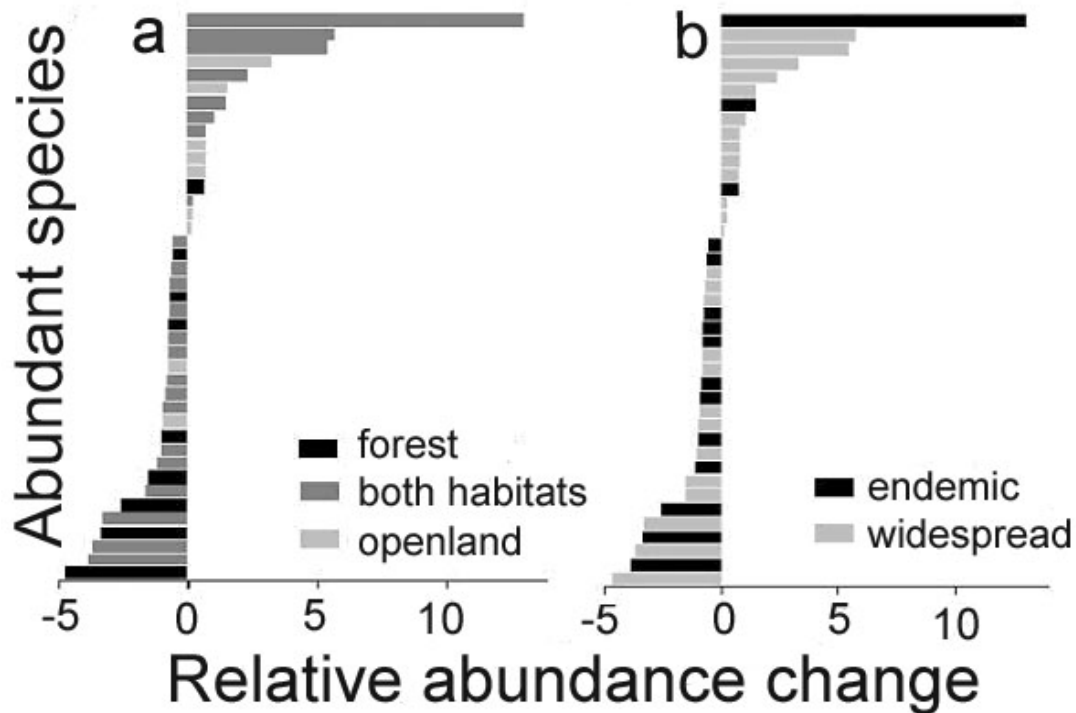 Abundant species
a
forest
both habitats
openland
-5 0 5 10
b
endemic
widespread
-5 0 5 10
Relative abundance change